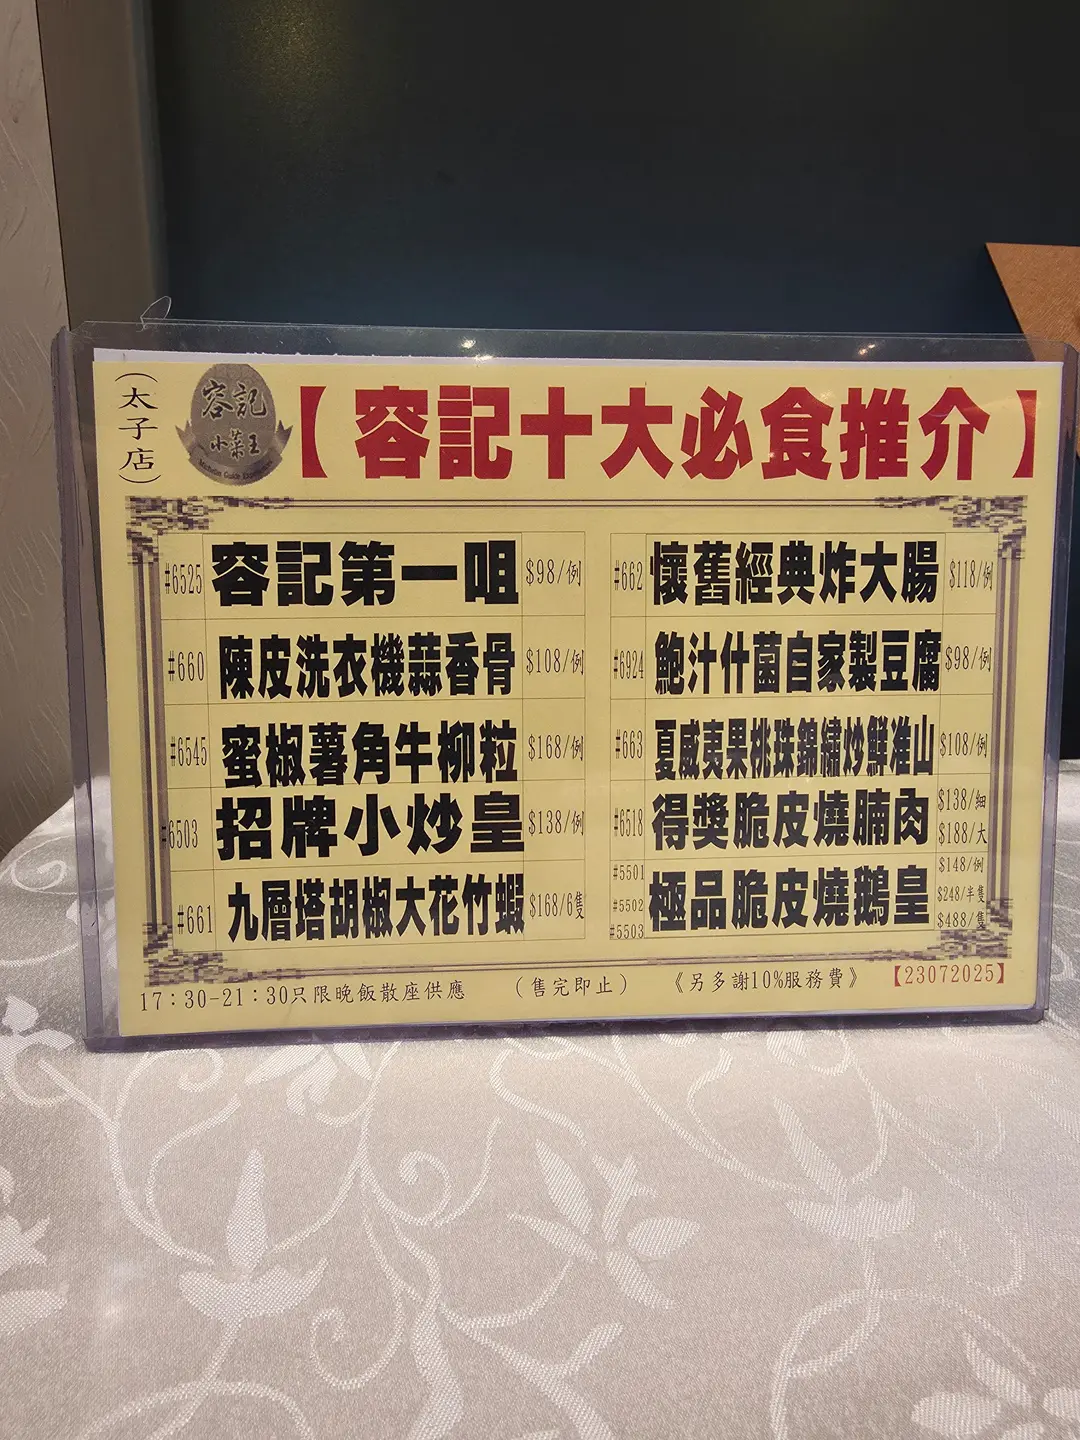 (太子店)
容記
小菜王
Michelin Guide
【容記十大必食推介】
#6525 容記第一咀 $98/例
#660 陳皮洗衣機蒜香骨 $108/例
#6545 蜜椒薯角牛柳粒 $168/例
#6503 招牌小炒皇 $138/例
#661 九層塔胡椒大花竹蝦 $168/6隻
#662 懷舊經典炸大腸 $118/例
#6924 鮑汁什菌自家製豆腐 $98/例
#663 夏威夷果桃珠錦繡炒鮮淮山 $108/例
#6518 得獎脆皮燒腩肉 $138/細
$188/大
#5501 極品脆皮燒鵝皇 $148/例
#5502 $248/半隻
#5503 $488/隻
17:30-21:30只限晚飯散座供應 (售完即止) 《另多謝10%服務費》 【23072025】